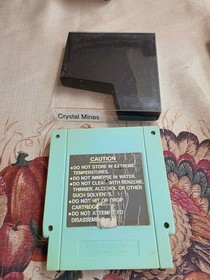 Crystal Mines
CAUTION
•DO NOT STORE IN EXTREME
TEMPERATURES.
•DO NOT IMMERSE IN WATER.
•DO NOT CLEAN WITH BENZENE,
THINNER, ALCOHOL OR OTHER
SUCH SOLVENTS.
•DO NOT HIT OR DROP
CARTRIDGE.
•DO NOT ATTEMPT TO
DISASSEMBLE